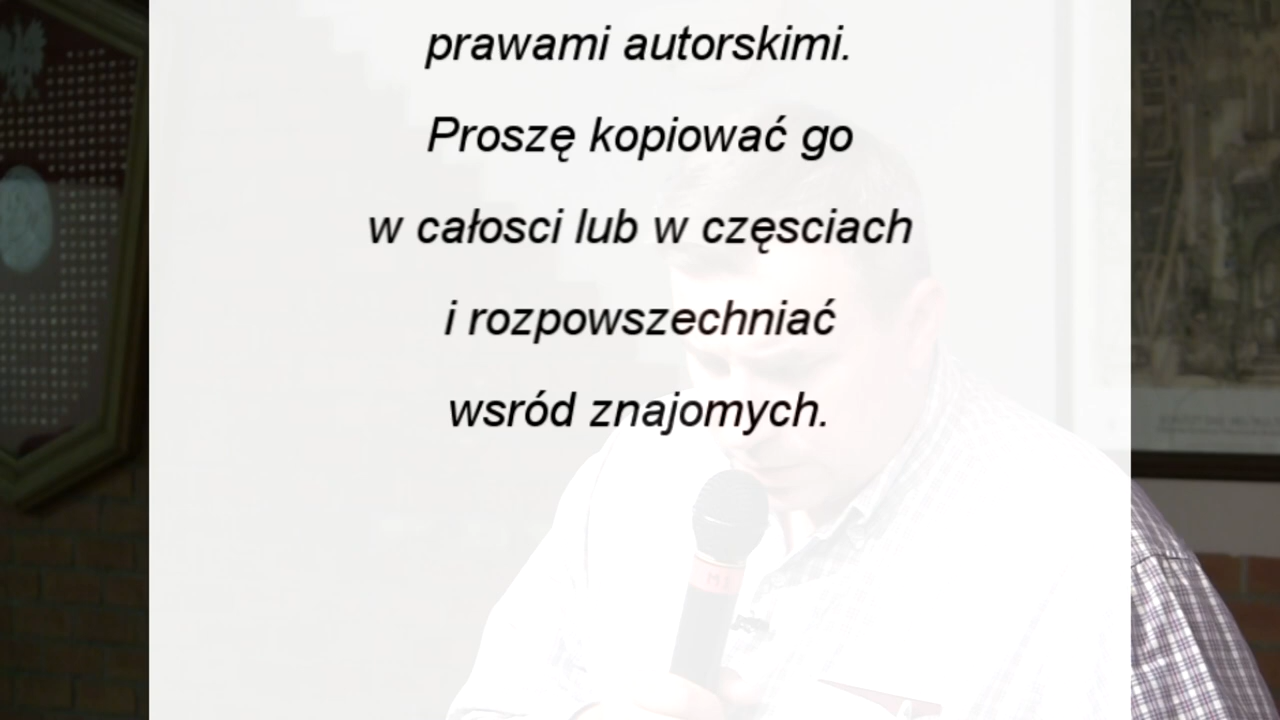 prawami autorskimi.
Proszę kopiować go
w całosci lub w częsciach
i rozpowszechniać
wsród znajomych.